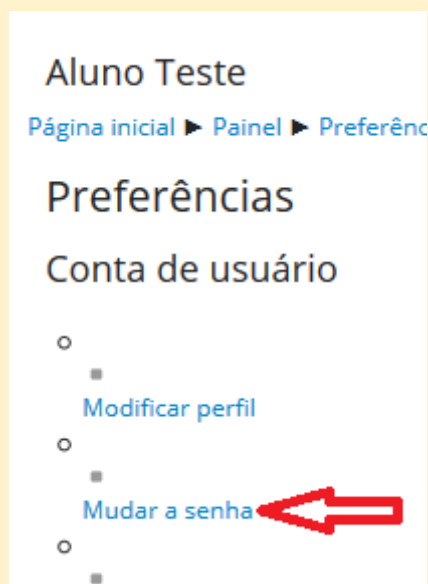 Aluno Teste
Página inicial ► Painel ► Preferênc
Preferências
Conta de usuário
Modificar perfil
Mudar a senha